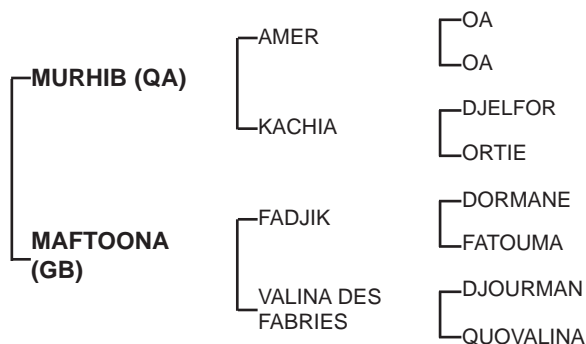 MURHIB (QA)
MAFTOONA
(GB)
AMER
KACHIA
FADJIK
VALINA DES
FABRIES
OA
OA
DJELFOR
ORTIE
DORMANE
FATOUMA
DJOURMAN
QUOVALINA